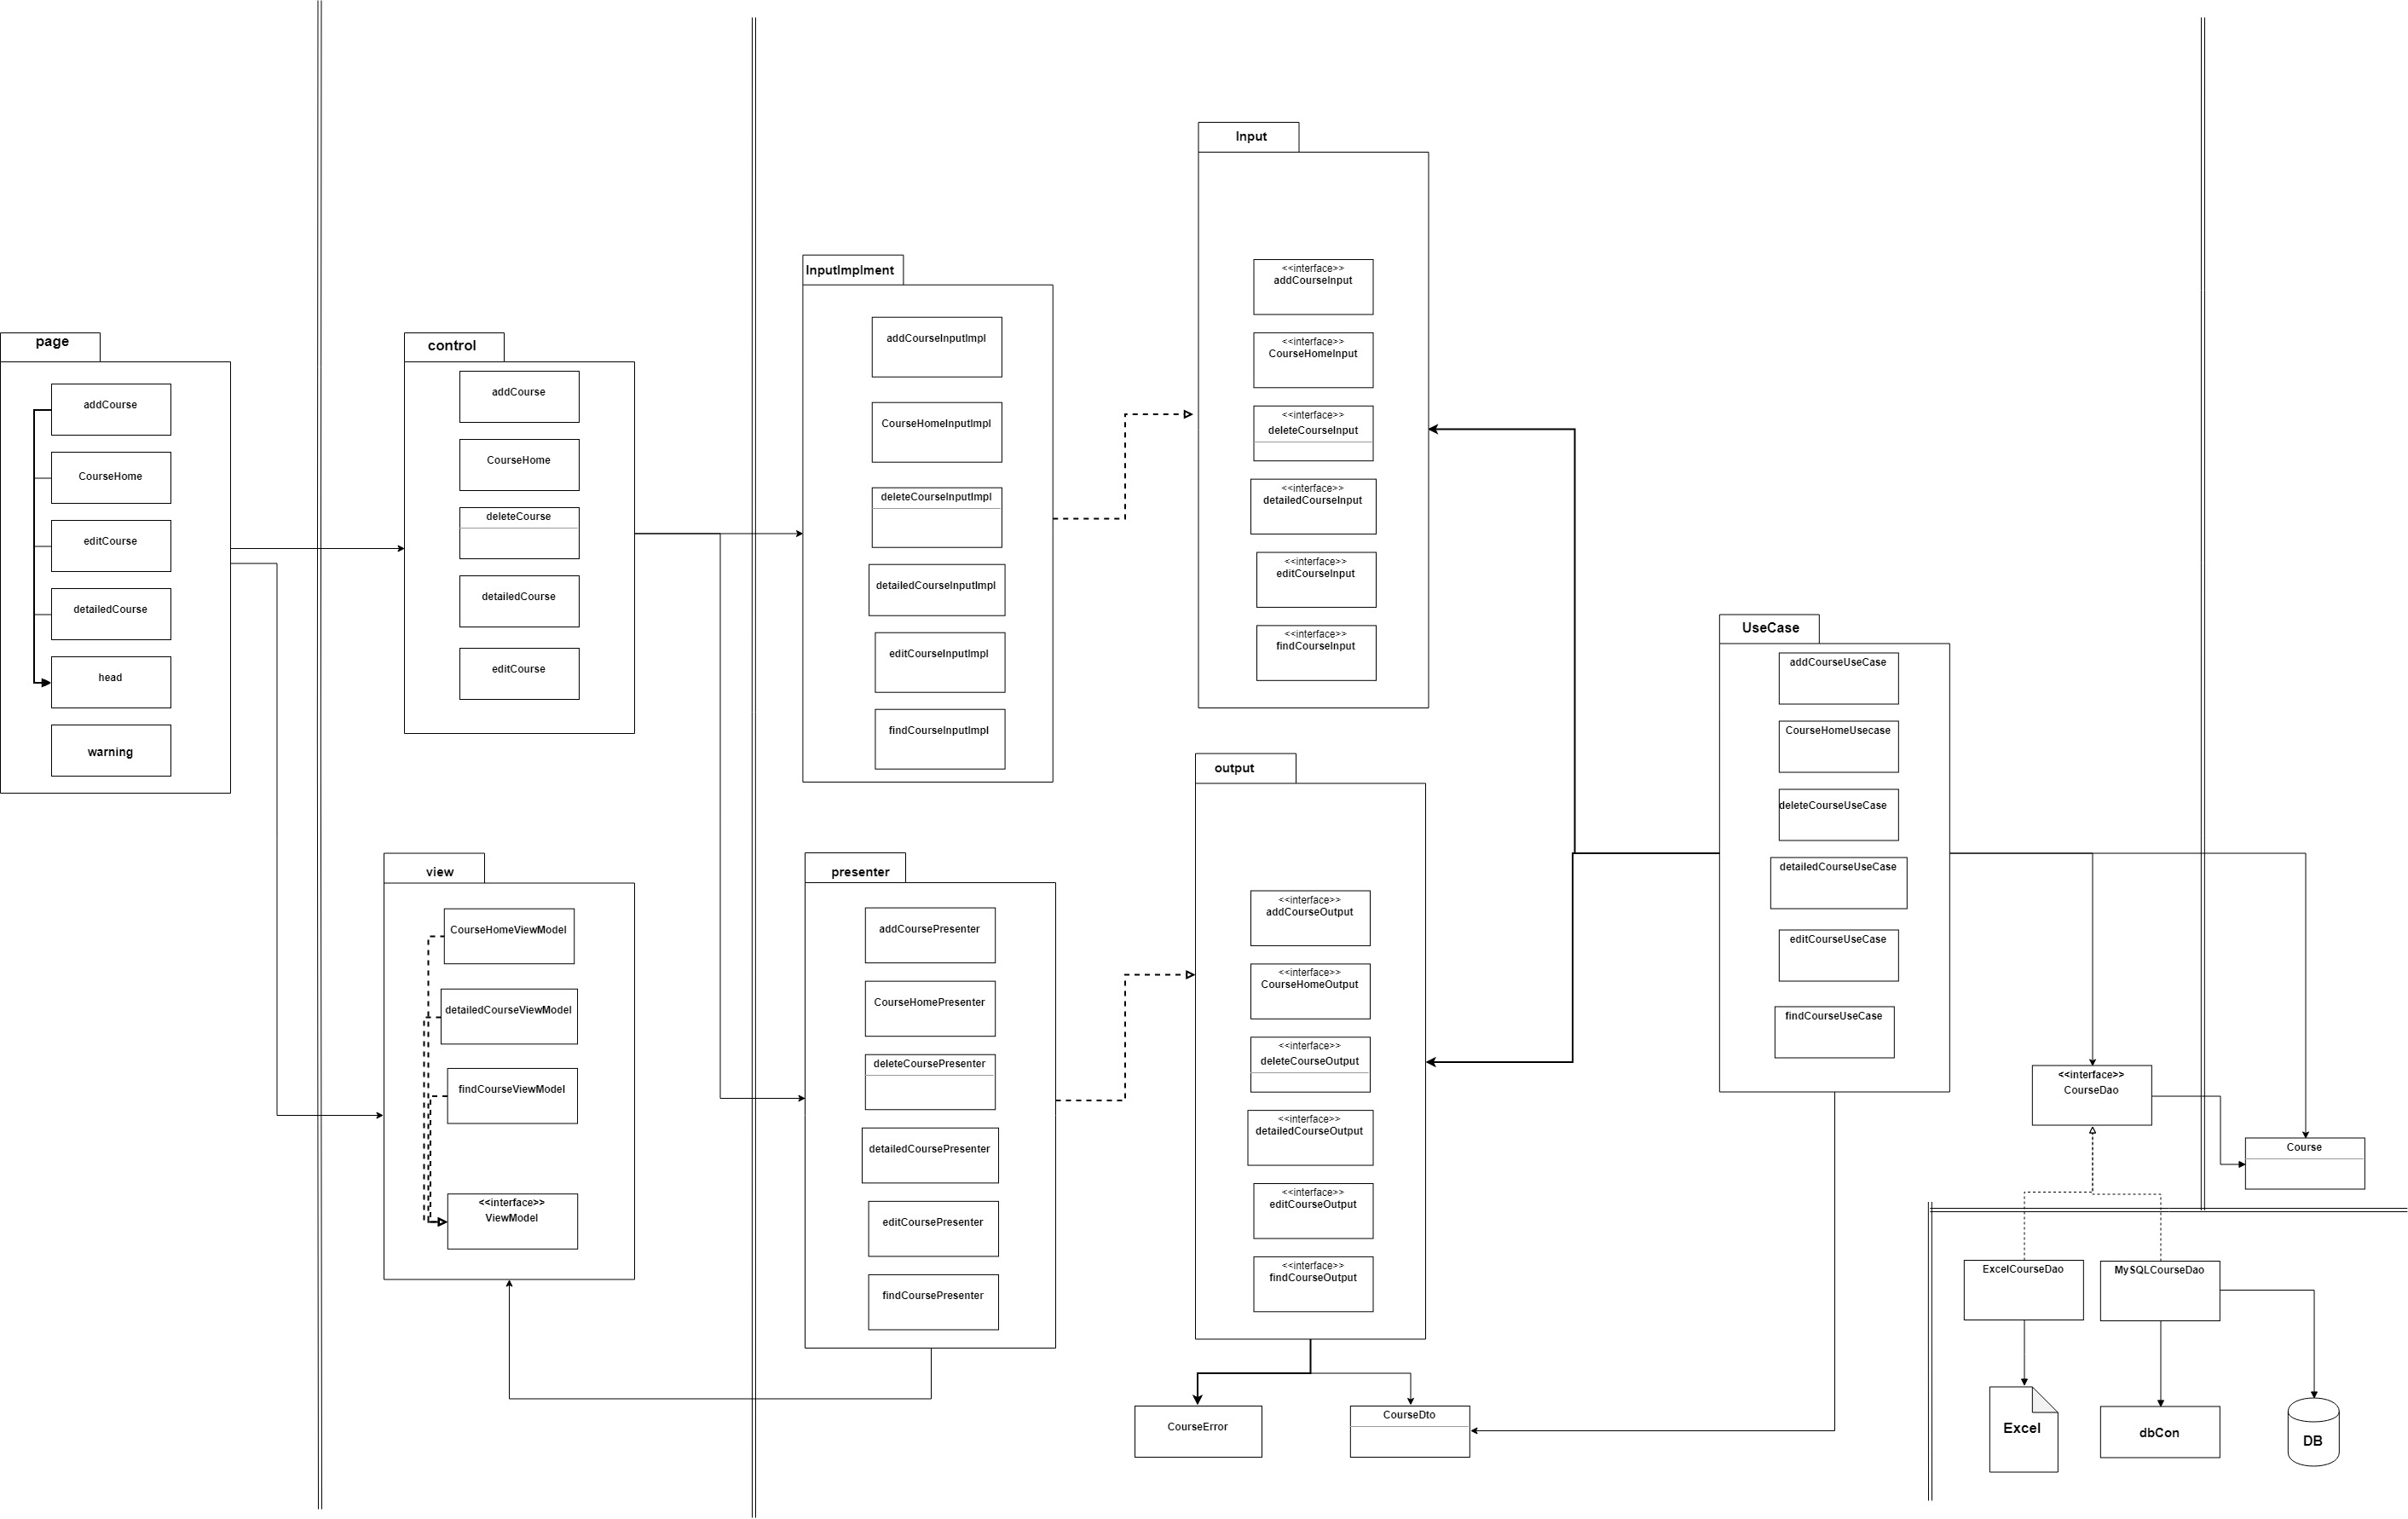 page
addCourse
CourseHome
editCourse
detailedCourse
head
warning
control
addCourse
CourseHome
deleteCourse
detailedCourse
editCourse
view
CourseHomeViewModel
detailedCourseViewModel
findCourseViewModel
<<interface>>
ViewModel
InputImplment
addCourseInputImpl
CourseHomeInputImpl
deleteCourseInputImpl
detailedCourseInputImpl
editCourseInputImpl
findCourseInputImpl
presenter
addCoursePresenter
CourseHomePresenter
deleteCoursePresenter
detailedCoursePresenter
editCoursePresenter
findCoursePresenter
Input
<<interface>>
addCourseInput
<<interface>>
CourseHomeInput
<<interface>>
deleteCourseInput
<<interface>>
detailedCourseInput
<<interface>>
editCourseInput
<<interface>>
findCourseInput
output
<<interface>>
addCourseOutput
<<interface>>
CourseHomeOutput
<<interface>>
deleteCourseOutput
<<interface>>
detailedCourseOutput
<<interface>>
editCourseOutput
<<interface>>
findCourseOutput
CourseError
CourseDto
UseCase
addCourseUseCase
CourseHomeUsecase
deleteCourseUseCase
detailedCourseUseCase
editCourseUseCase
findCourseUseCase
<<interface>>
CourseDao
Course
ExcelCourseDao
MySQLCourseDao
Excel
dbCon
DB